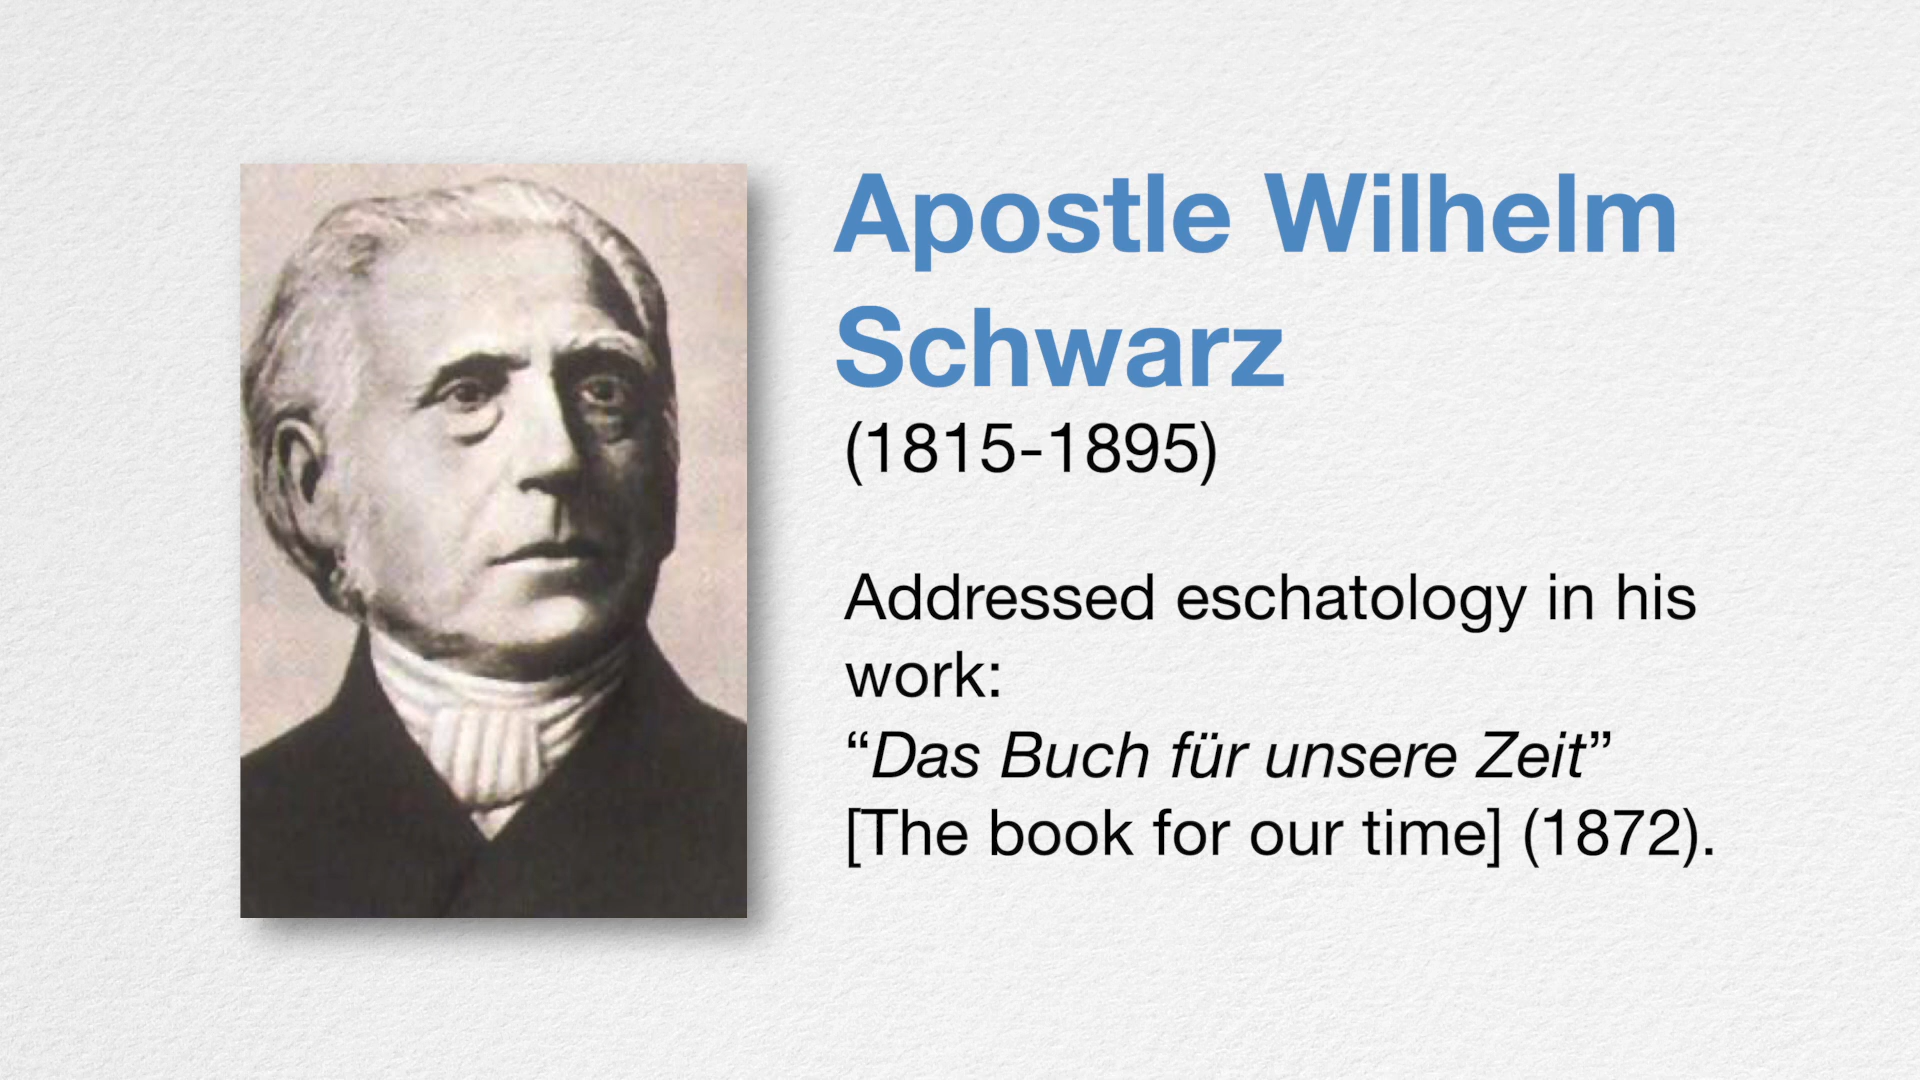 Apostle Wilhelm
Schwarz
(1815-1895)
Addressed eschatology in his
work:
“Das Buch für unsere Zeit”
[The book for our time] (1872).